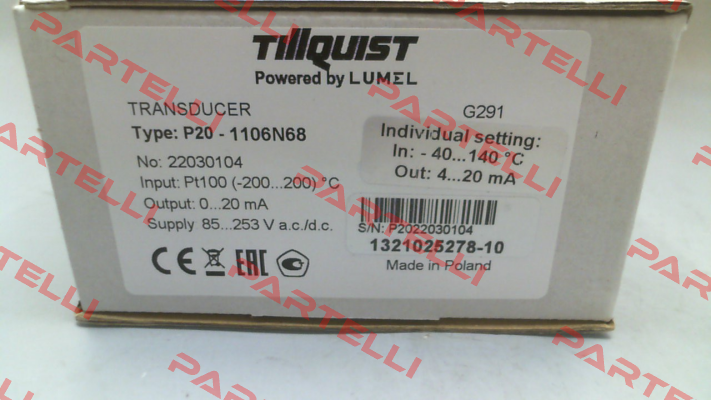 TillQUIST
Powered by LUMEL
TRANSDUCER
G291
Type: P20 - 1106N68
No: 22030104
Input: Pt100 (-200...200) °C
Output: 0...20 mA
Supply 85...253 V a.c./d.c.
Individual setting:
In: - 40...140 °C
Out: 4...20 mA
S/N: P2022030104
1321025278-10
Made in Poland
CE EAC
PARTELLI
PARTELLI
PARTELLI
PARTELLI
PARTELLI
PARTELLI